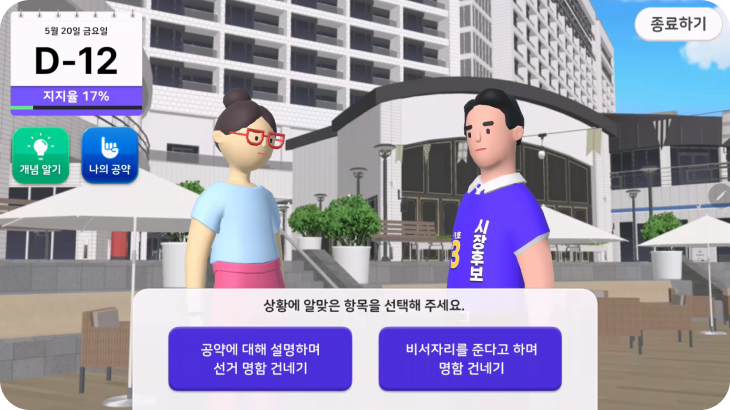 5월 20일 금요일
D-12
지지율 17%
개념 알기
나의 공약
종료하기
시장후보
3
상황에 알맞은 항목을 선택해 주세요.
공약에 대해 설명하며
선거 명함 건네기
비서자리를 준다고 하며
명함 건네기